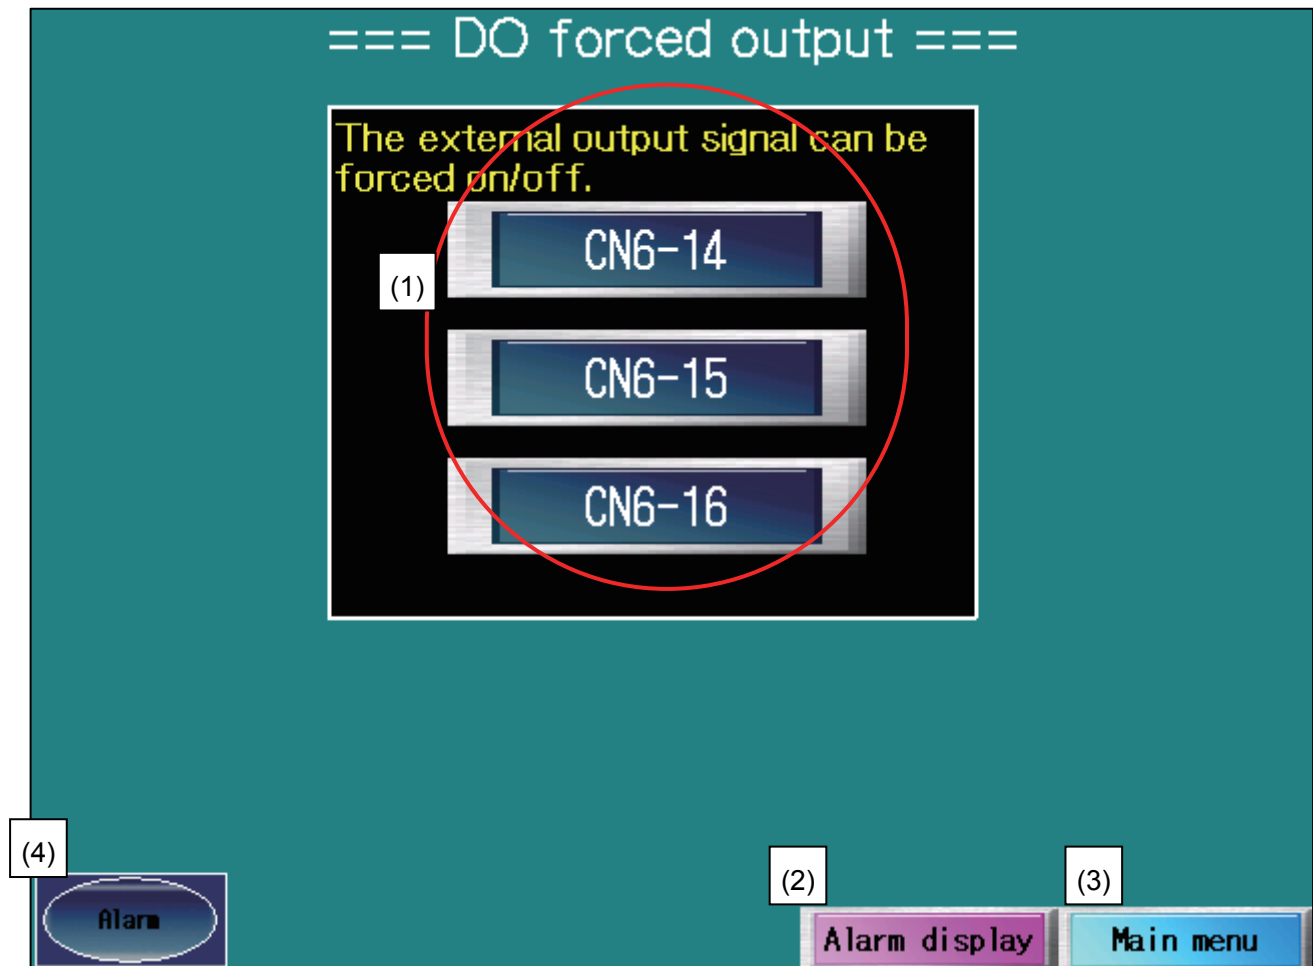 === DO forced output ===
The external output signal can be
forced on/off.
CN6-14
(1)
CN6-15
CN6-16
(4)
(2)
(3)
Alarm
Alarm display
Main menu